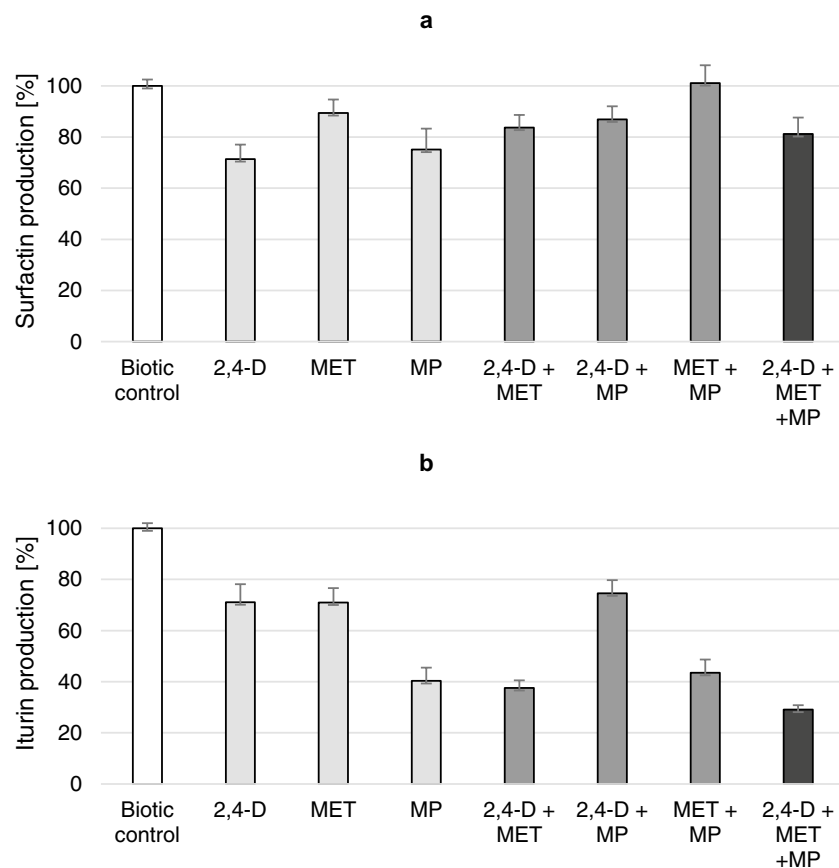 a
Surfactin production [%]
100
80
60
40
20
0
Biotic control
2,4-D
MET
MP
2,4-D + MET
2,4-D + MP
MET + MP
2,4-D + MET +MP
b
Iturin production [%]
100
80
60
40
20
0
Biotic control
2,4-D
MET
MP
2,4-D + MET
2,4-D + MP
MET + MP
2,4-D + MET +MP